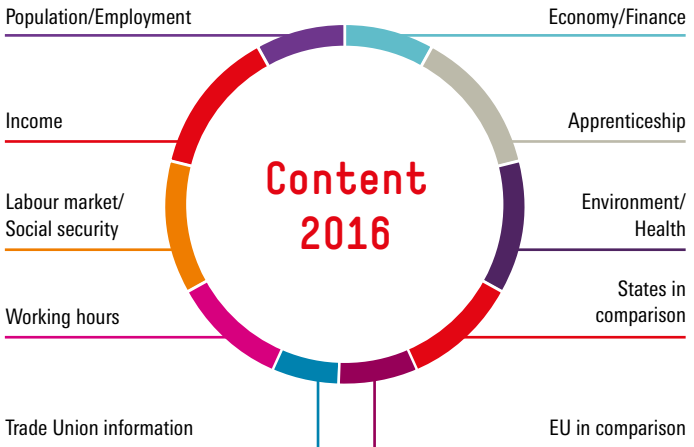 Population/Employment
Economy/Finance
Income
Apprenticeship
Content
2016
Labour market/
Social security
Environment/
Health
Working hours
States in
comparison
Trade Union information
EU in comparison